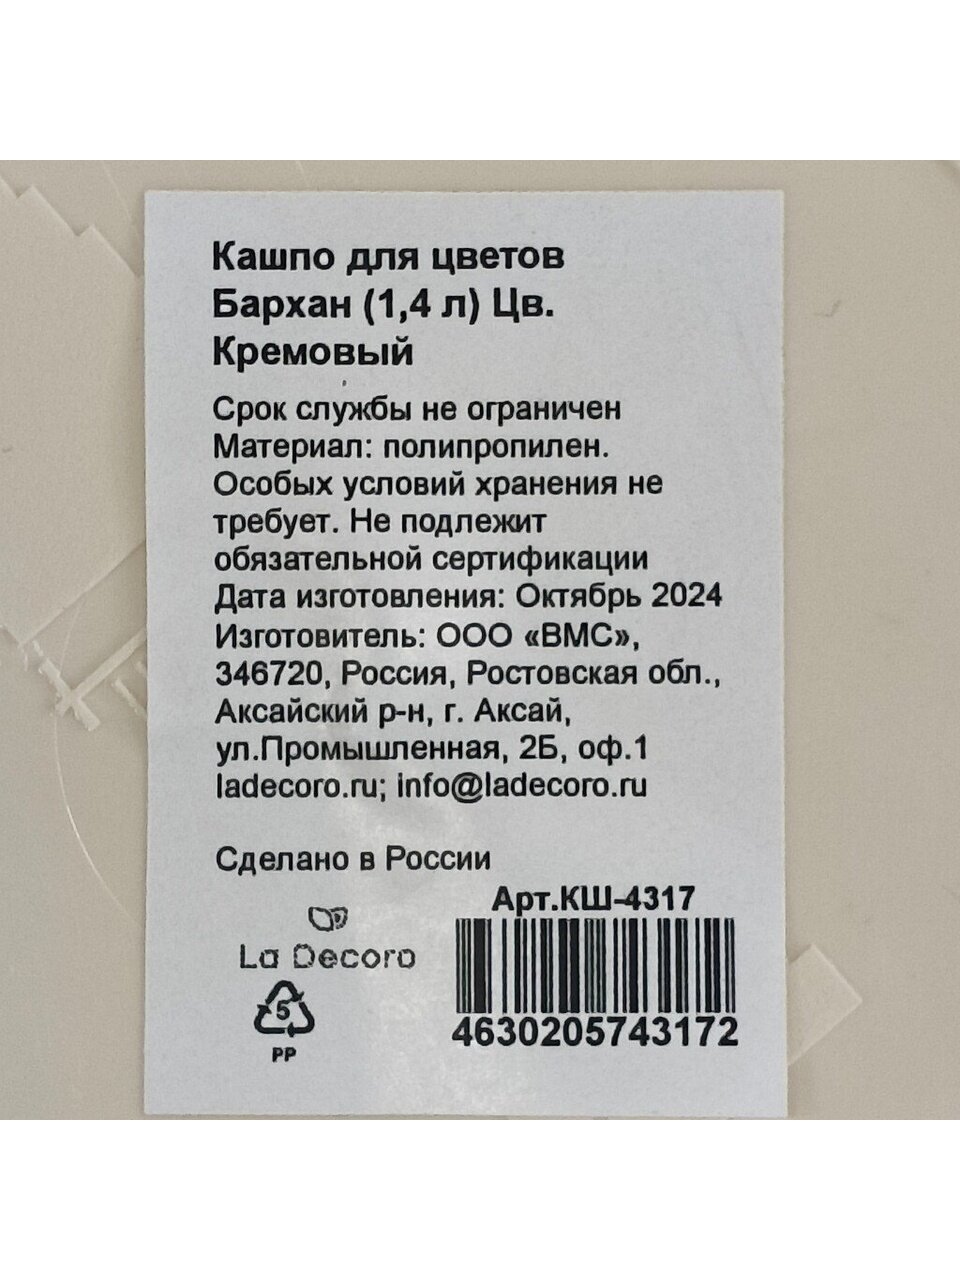 Кашпо для цветов
Бархан (1,4 л) Цв.
Кремовый
Срок службы не ограничен
Материал: полипропилен.
Особых условий хранения не
требует. Не подлежит
обязательной сертификации
Дата изготовления: Октябрь 2024
Изготовитель: ООО «ВМС»,
346720, Россия, Ростовская обл.,
Аксайский р-н, г. Аксай,
ул.Промышленная, 2Б, оф.1
ladecoro.ru; info@ladecoro.ru
Сделано в России
Арт.КШ-4317
La Decoro
5
PP
4630205743172